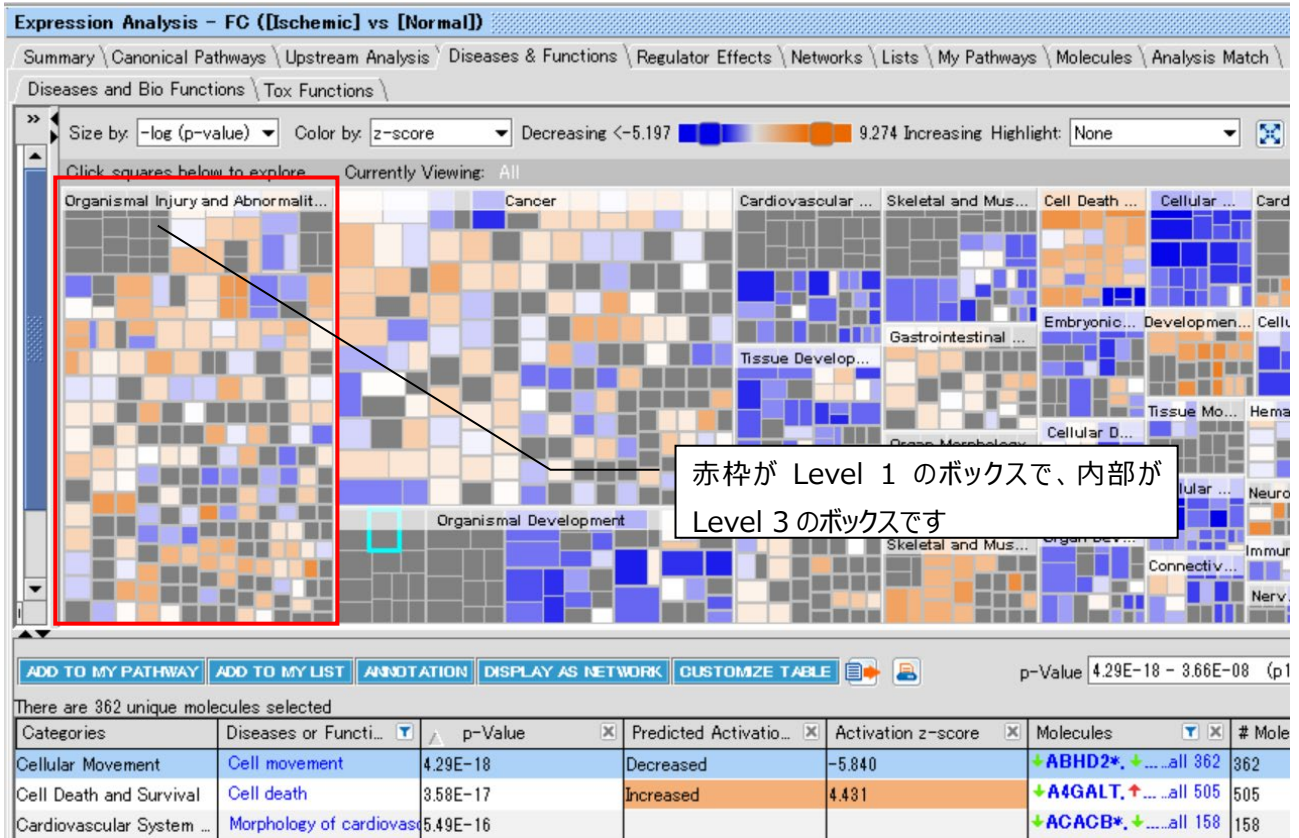 Expression Analysis - FC ([Ischemic] vs [Normal])
Summary Canonical Pathways Upstream Analysis Diseases & Functions Regulator Effects Networks Lists My Pathways Molecules Analysis Match
Diseases and Bio Functions Tox Functions
» Size by: -log (p-value) Color by: z-score Decreasing <-5.197 9.274 Increasing Highlight: None
Click squares below to explore Currently Viewing: All
Organismal Injury and Abnormalit... Cancer Cardiovascular ... Skeletal and Mus... Cell Death ... Cellular ... Card
Embryonic... Developmen... Cellu
Gastrointestinal ...
Tissue Develop...
Tissue Mo... Hema
Cellular D...
Organ Morphology
赤枠が Level 1 のボックスで、内部が
Level 3 のボックスです
lular ... Neuro
Organismal Development
Skeletal and Mus... Organ Dev... Immun
Connectiv...
Nerv.
ADD TO MY PATHWAY ADD TO MY LIST ANNOTATION DISPLAY AS NETWORK CUSTOMIZE TABLE p-Value 4.29E-18 - 3.66E-08 (p1
There are 362 unique molecules selected
Categories Diseases or Functi... p-Value Predicted Activatio... Activation z-score Molecules # Mole
Cellular Movement Cell movement 4.29E-18 Decreased -5.840 ↓ABHD2*, ↓... ...all 362 362
Cell Death and Survival Cell death 3.58E-17 Increased 4.431 ↓A4GALT, ↑... ...all 505 505
Cardiovascular System ... Morphology of cardiovasc 5.49E-16 ↓ACACB*, ↓... ...all 158 158